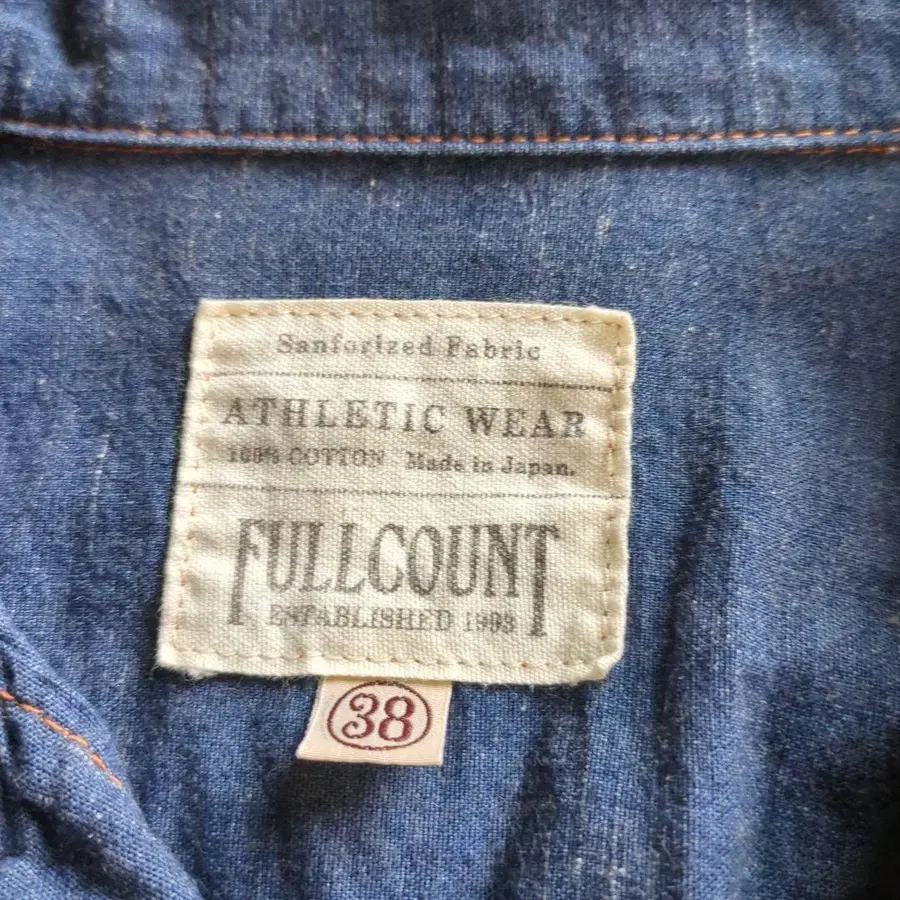 Sanforized Fabric
ATHLETIC WEAR
100% COTTON Made in Japan.
FULLCOUNT
ESTABLISHED 1993
38